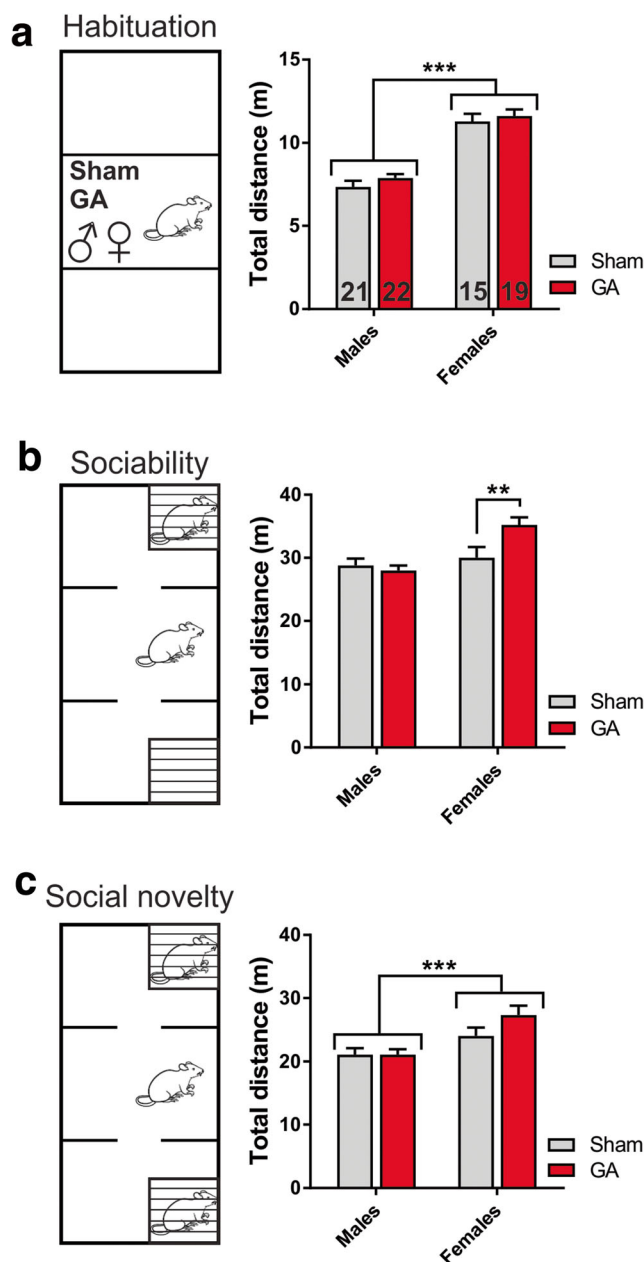 a Habituation
Sham
GA
♂ ♀
Total distance (m)
15
10
5
0
***
21 22 15 19
Males
Females
Sham
GA
b Sociability
Total distance (m)
40
30
20
10
0
**
Males
Females
Sham
GA
c Social novelty
Total distance (m)
40
30
20
10
0
***
Males
Females
Sham
GA